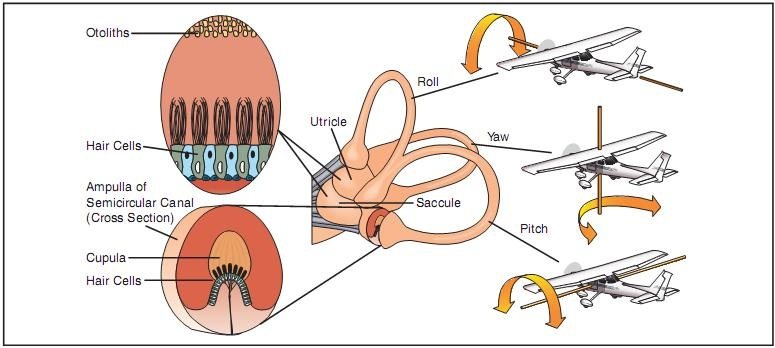 Otoliths
Hair Cells
Ampulla of
Semicircular Canal
(Cross Section)
Cupula
Hair Cells
Utricle
Saccule
Roll
Yaw
Pitch